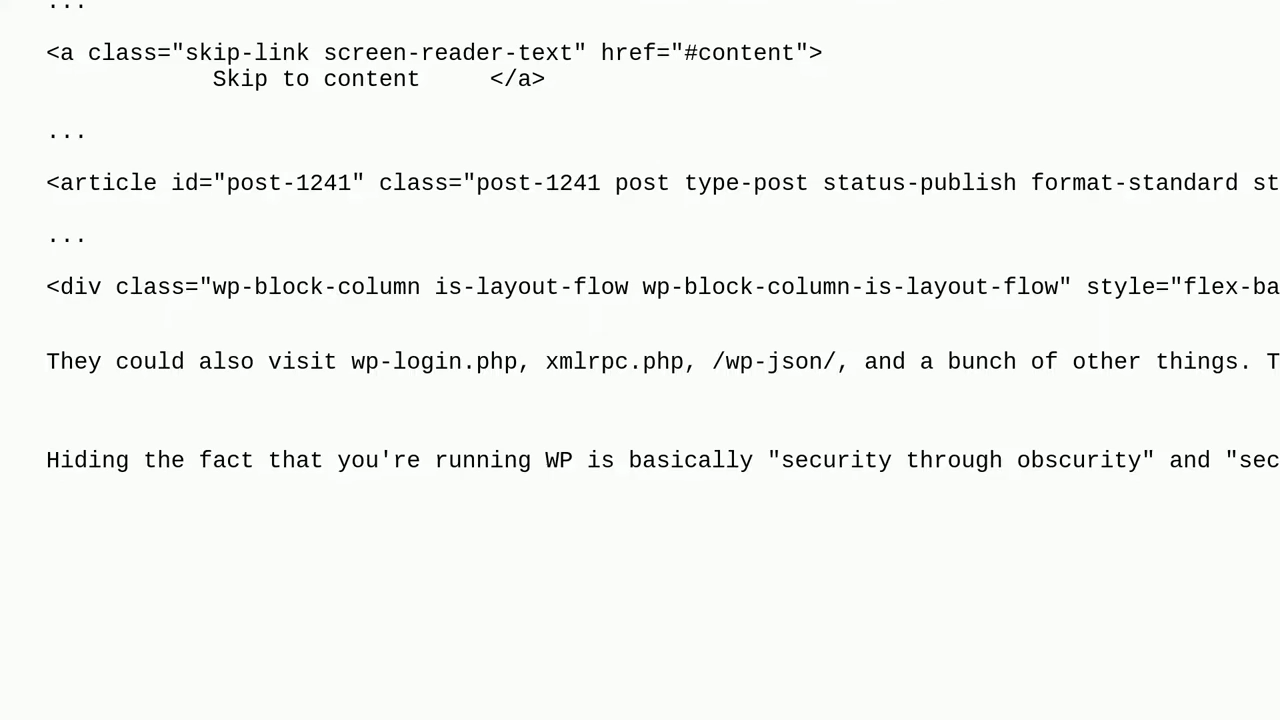 ...
<a class="skip-link screen-reader-text" href="#content">
Skip to content </a>
...
<article id="post-1241" class="post-1241 post type-post status-publish format-standard st
...
<div class="wp-block-column is-layout-flow wp-block-column-is-layout-flow" style="flex-ba
They could also visit wp-login.php, xmlrpc.php, /wp-json/, and a bunch of other things. T
Hiding the fact that you're running WP is basically "security through obscurity" and "sec